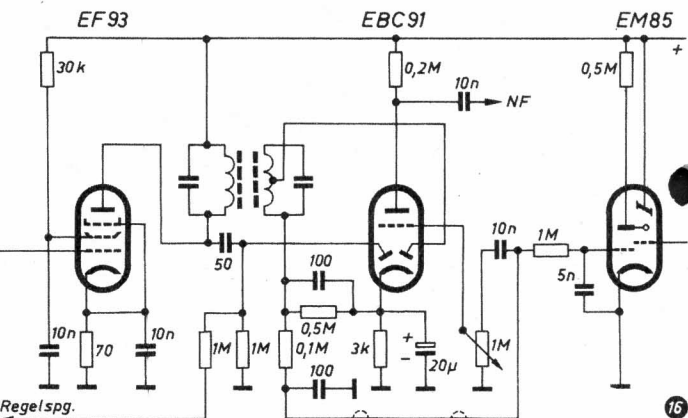 EF93 EBC91 EM85
30k 0,2M 10n NF 0,5M +
50 100 10n 1M 5n
10n 70 10n 1M 1M 0,5M 0,1M 3k + - 20µ 1M
100
Regelspg. 16